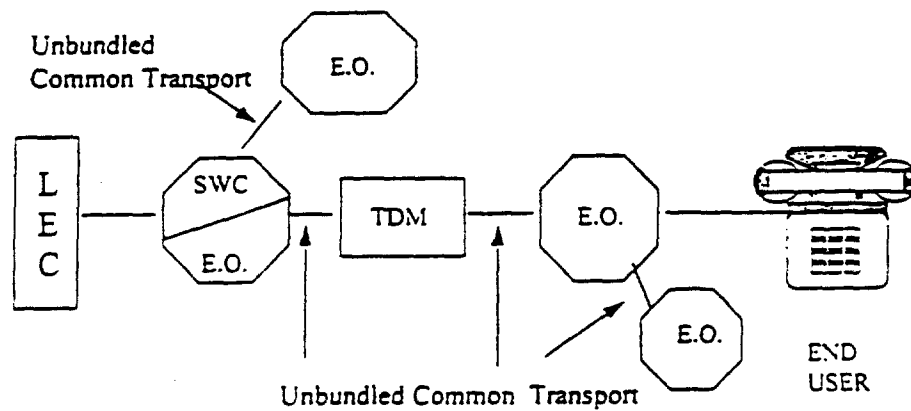 Unbundled
Common Transport
E.O.
L
E
C
SWC
E.O.
TDM
E.O.
E.O.
END
USER
Unbundled Common Transport